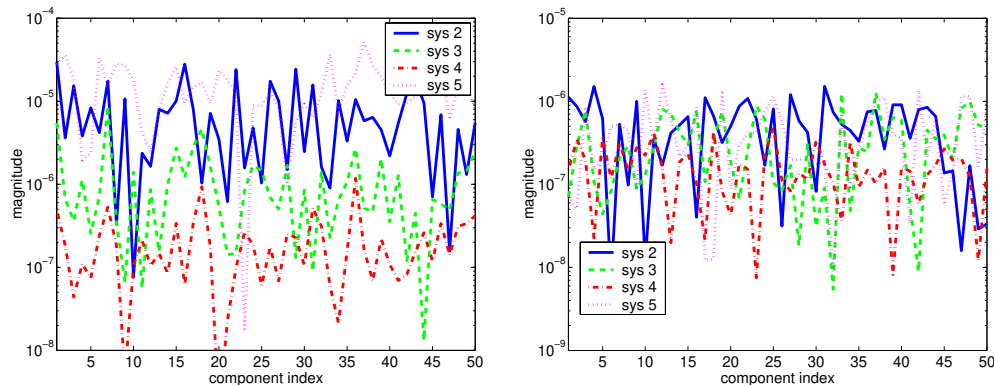 10^-4
10^-5
10^-6
10^-7
10^-8
magnitude
sys 2
sys 3
sys 4
sys 5
5 10 15 20 25 30 35 40 45 50
component index
10^-5
10^-6
10^-7
10^-8
10^-9
magnitude
sys 2
sys 3
sys 4
sys 5
5 10 15 20 25 30 35 40 45 50
component index